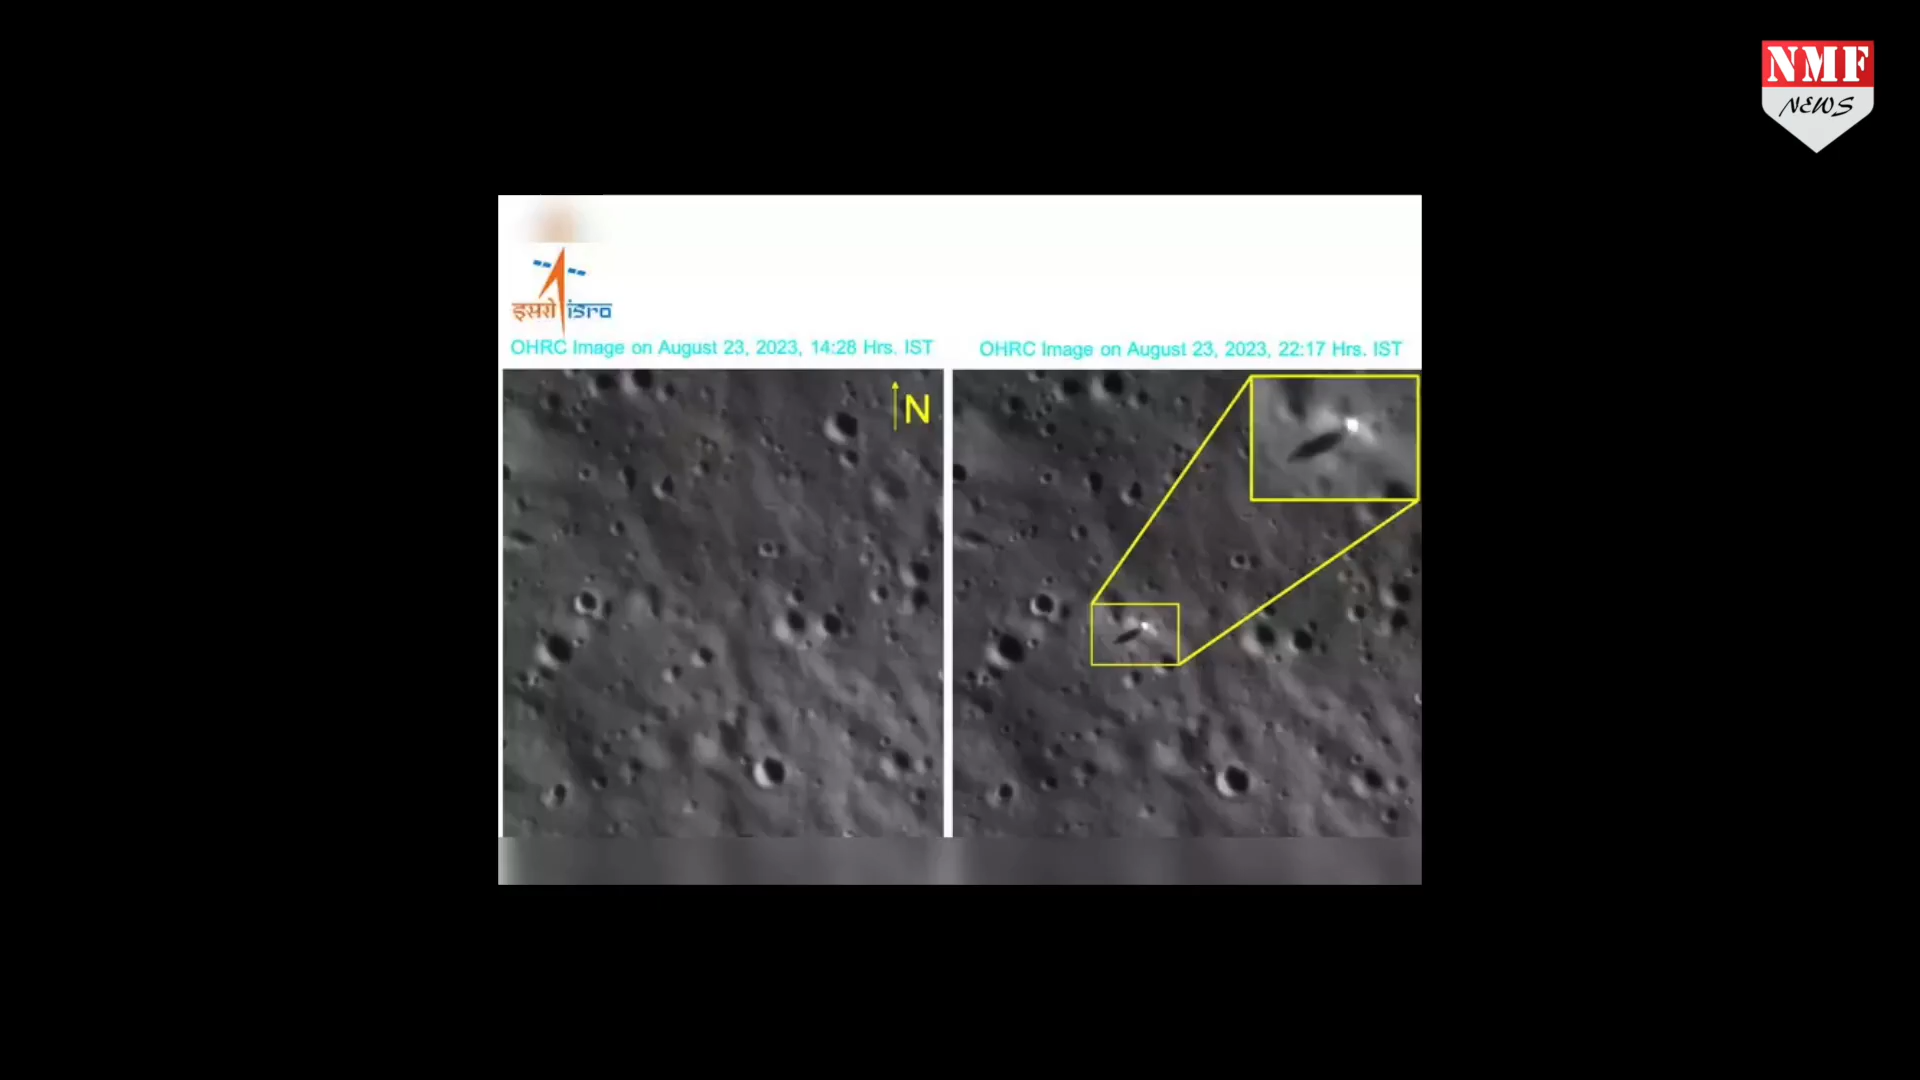 NMF
NEWS
इसरो isro
OHRC Image on August 23, 2023, 14:28 Hrs. IST
OHRC Image on August 23, 2023, 22:17 Hrs. IST
N